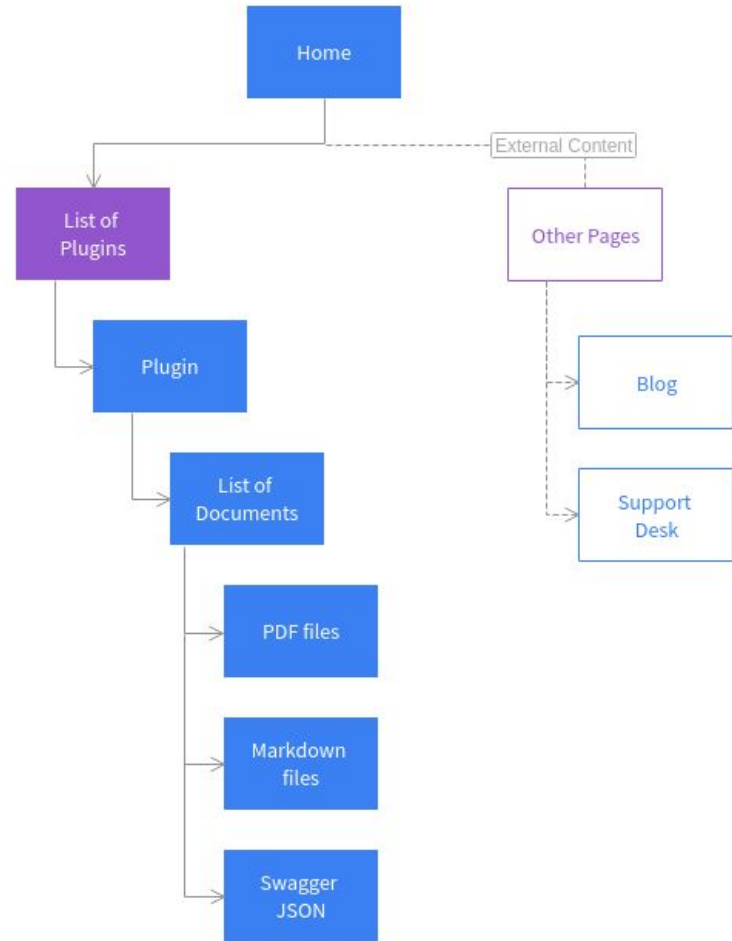 Home
External Content
List of
Plugins
Other Pages
Plugin
Blog
List of
Documents
Support
Desk
PDF files
Markdown
files
Swagger
JSON